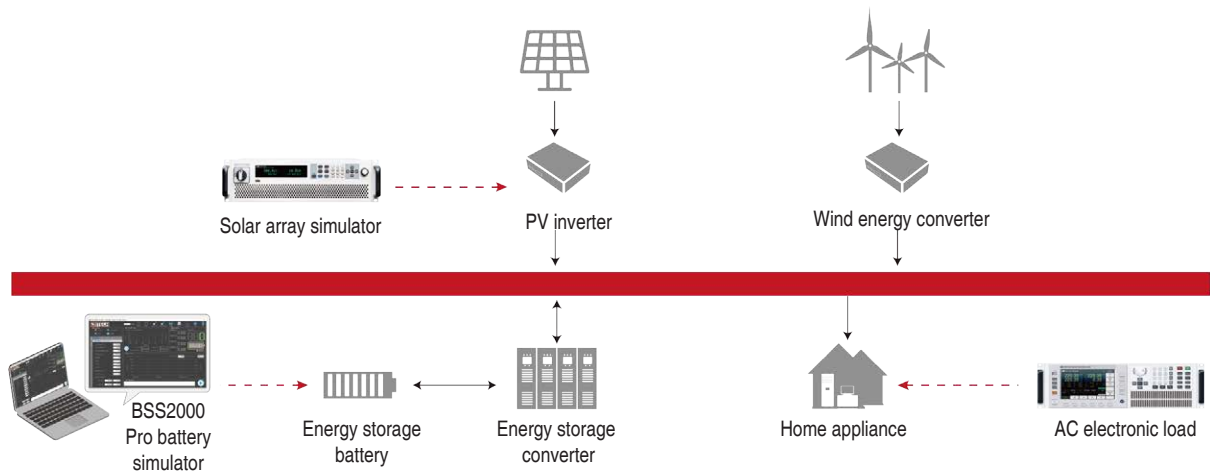 Solar array simulator
PV inverter
Wind energy converter
BSS2000
Pro battery
simulator
Energy storage
battery
Energy storage
converter
Home appliance
AC electronic load